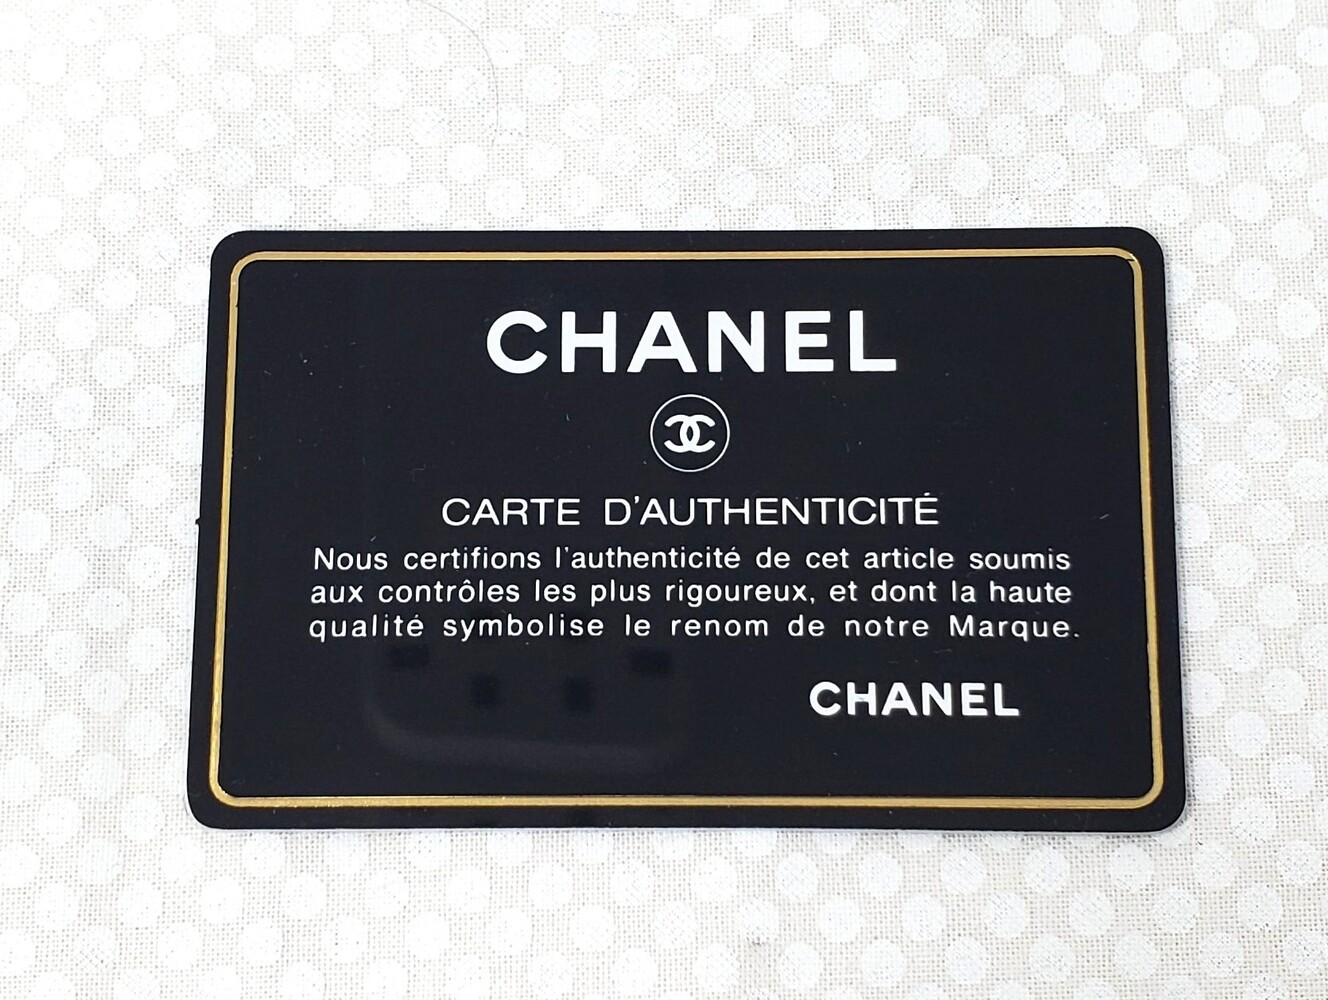 CHANEL
CARTE D'AUTHENTICITÉ
Nous certifions l'authenticité de cet article soumis
aux contrôles les plus rigoureux, et dont la haute
qualité symbolise le renom de notre Marque.
CHANEL